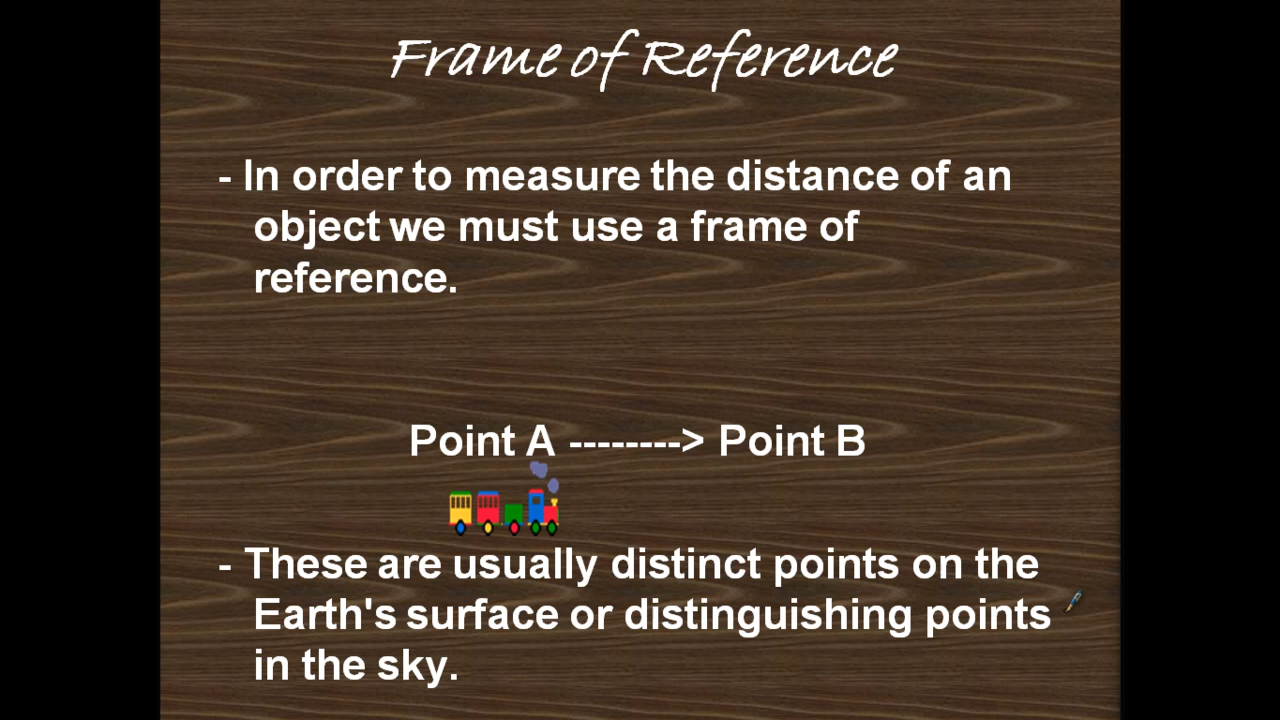 Frame of Reference
- In order to measure the distance of an
object we must use a frame of
reference.
Point A --------> Point B
- These are usually distinct points on the
Earth's surface or distinguishing points
in the sky.